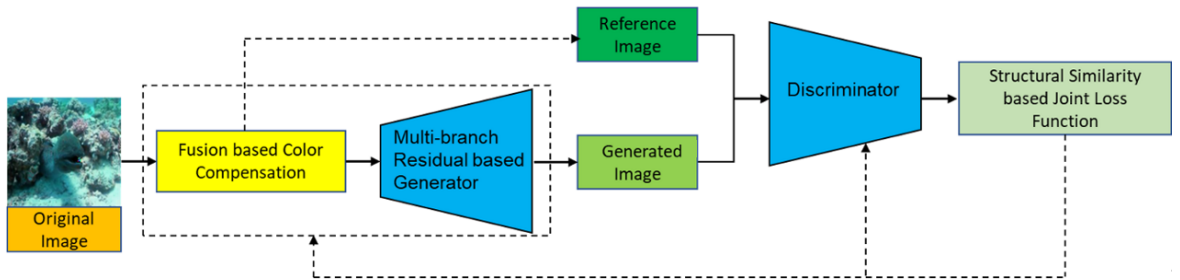 Original
Image
Fusion based Color
Compensation
Multi-branch
Residual based
Generator
Reference
Image
Generated
Image
Discriminator
Structural Similarity
based Joint Loss
Function